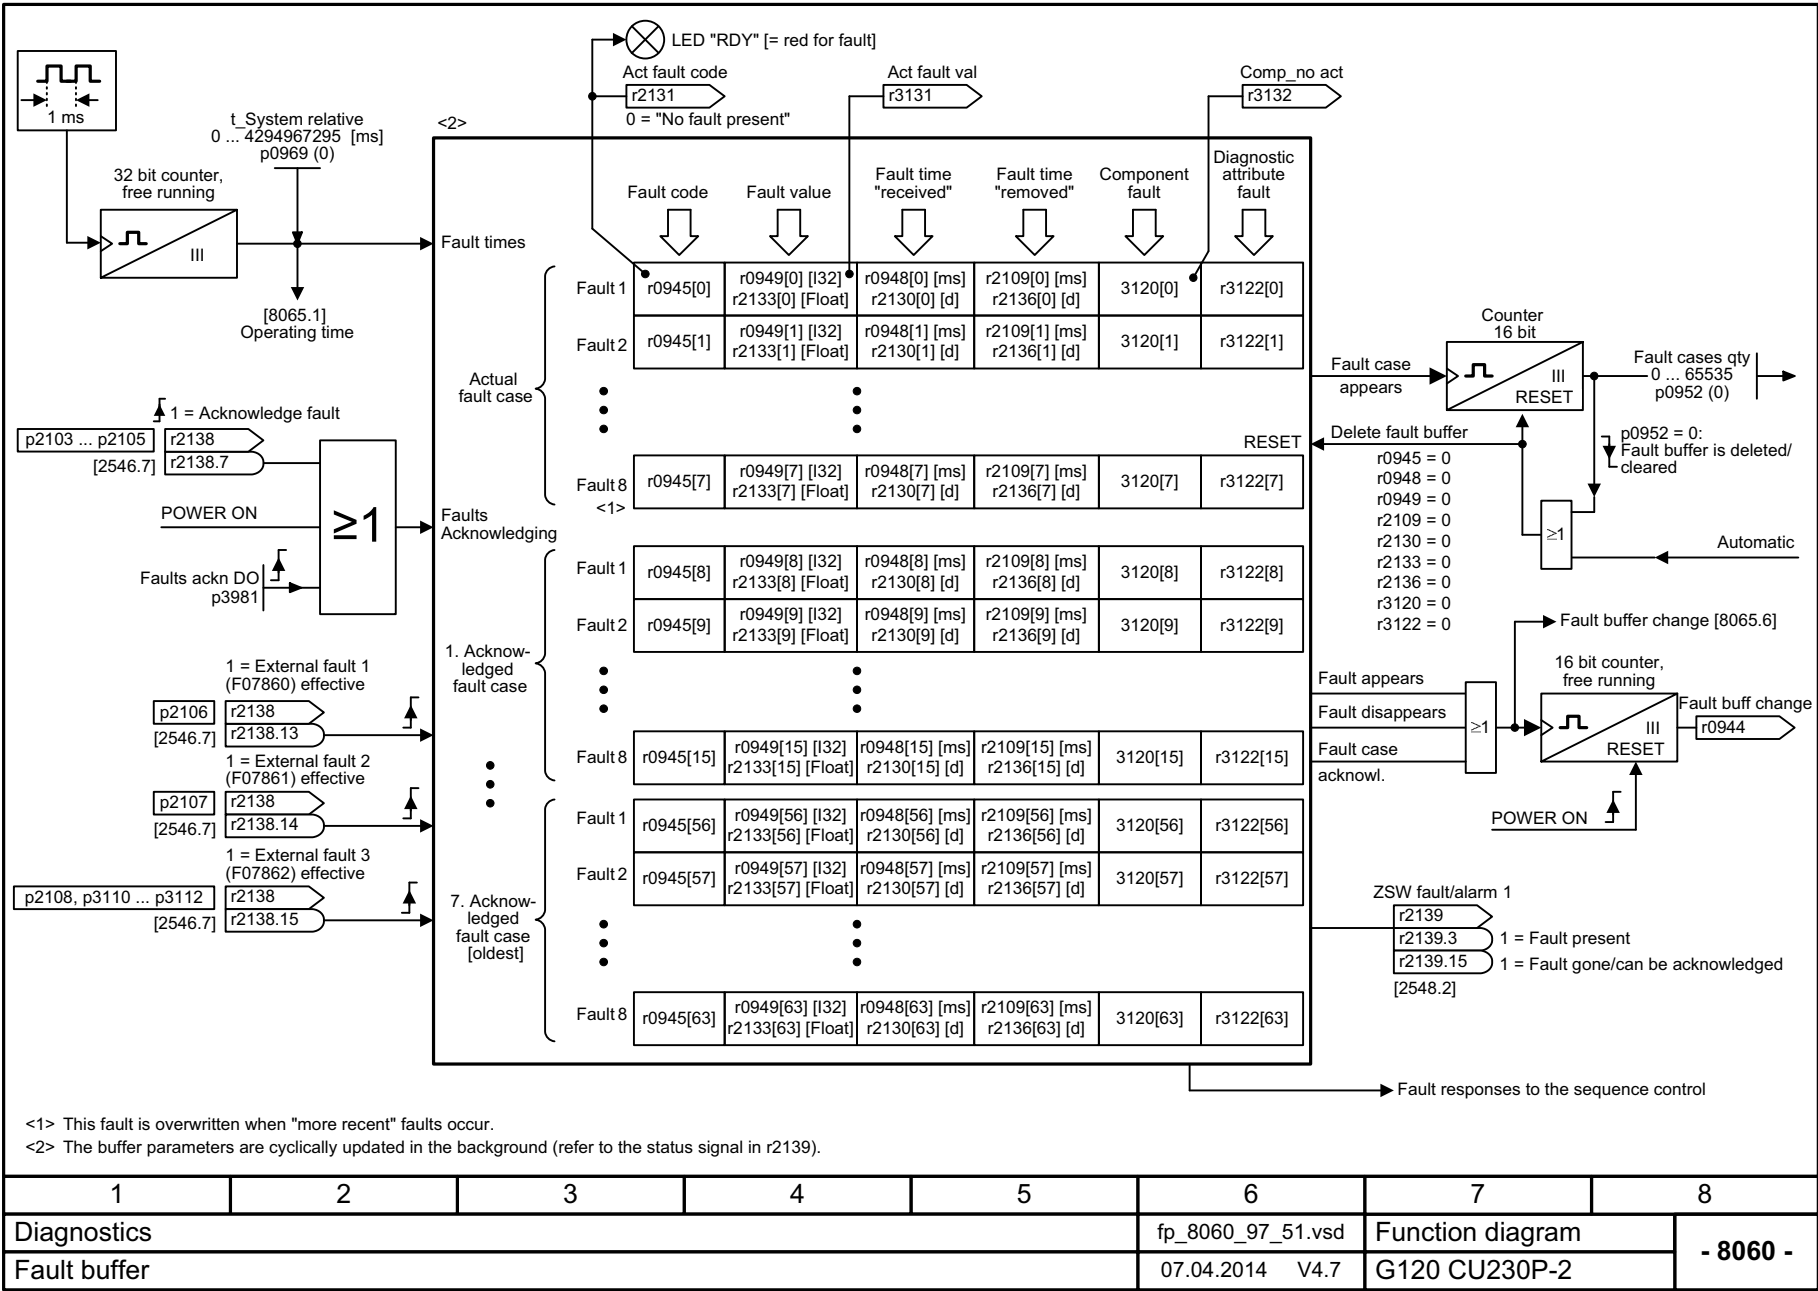 LED "RDY" [= red for fault]
1 ms
Act fault code
r2131
0 = "No fault present"
Act fault val
r3131
Comp_no act
r3132
t_System relative
0 ... 4294967295 [ms]
p0969 (0)
<2>
32 bit counter,
free running
III
[8065.1]
Operating time
Fault times
Fault code
Fault value
Fault time
"received"
Fault time
"removed"
Component
fault
Diagnostic
attribute
fault
Actual
fault case
Fault 1
r0945[0]
r0949[0] [I32]
r2133[0] [Float]
r0948[0] [ms]
r2130[0] [d]
r2109[0] [ms]
r2136[0] [d]
3120[0]
r3122[0]
Fault 2
r0945[1]
r0949[1] [I32]
r2133[1] [Float]
r0948[1] [ms]
r2130[1] [d]
r2109[1] [ms]
r2136[1] [d]
3120[1]
r3122[1]
Fault 8
<1>
r0945[7]
r0949[7] [I32]
r2133[7] [Float]
r0948[7] [ms]
r2130[7] [d]
r2109[7] [ms]
r2136[7] [d]
3120[7]
r3122[7]
1 = Acknowledge fault
p2103 ... p2105
r2138
[2546.7]
r2138.7
POWER ON
Faults ackn DO
p3981
≥1
Faults
Acknowledging
1. Acknow-
ledged
fault case
Fault 1
r0945[8]
r0949[8] [I32]
r2133[8] [Float]
r0948[8] [ms]
r2130[8] [d]
r2109[8] [ms]
r2136[8] [d]
3120[8]
r3122[8]
Fault 2
r0945[9]
r0949[9] [I32]
r2133[9] [Float]
r0948[9] [ms]
r2130[9] [d]
r2109[9] [ms]
r2136[9] [d]
3120[9]
r3122[9]
Fault 8
r0945[15]
r0949[15] [I32]
r2133[15] [Float]
r0948[15] [ms]
r2130[15] [d]
r2109[15] [ms]
r2136[15] [d]
3120[15]
r3122[15]
1 = External fault 1
(F07860) effective
p2106
r2138
[2546.7]
r2138.13
1 = External fault 2
(F07861) effective
p2107
r2138
[2546.7]
r2138.14
1 = External fault 3
(F07862) effective
p2108, p3110 ... p3112
r2138
[2546.7]
r2138.15
7. Acknow-
ledged
fault case
[oldest]
Fault 1
r0945[56]
r0949[56] [I32]
r2133[56] [Float]
r0948[56] [ms]
r2130[56] [d]
r2109[56] [ms]
r2136[56] [d]
3120[56]
r3122[56]
Fault 2
r0945[57]
r0949[57] [I32]
r2133[57] [Float]
r0948[57] [ms]
r2130[57] [d]
r2109[57] [ms]
r2136[57] [d]
3120[57]
r3122[57]
Fault 8
r0945[63]
r0949[63] [I32]
r2133[63] [Float]
r0948[63] [ms]
r2130[63] [d]
r2109[63] [ms]
r2136[63] [d]
3120[63]
r3122[63]
Counter
16 bit
Fault case
appears
III
RESET
Fault cases qty
0 ... 65535
p0952 (0)
RESET
Delete fault buffer
r0945 = 0
r0948 = 0
r0949 = 0
r2109 = 0
r2130 = 0
r2133 = 0
r2136 = 0
r3120 = 0
r3122 = 0
p0952 = 0:
Fault buffer is deleted/
cleared
≥1
Automatic
Fault buffer change [8065.6]
16 bit counter,
free running
Fault appears
Fault disappears
Fault case
acknowl.
≥1
III
RESET
Fault buff change
r0944
POWER ON
ZSW fault/alarm 1
r2139
r2139.3
1 = Fault present
r2139.15
1 = Fault gone/can be acknowledged
[2548.2]
Fault responses to the sequence control
<1> This fault is overwritten when "more recent" faults occur.
<2> The buffer parameters are cyclically updated in the background (refer to the status signal in r2139).
1 2 3 4 5 6 7 8
Diagnostics
fp_8060_97_51.vsd
Function diagram
- 8060 -
Fault buffer
07.04.2014 V4.7
G120 CU230P-2